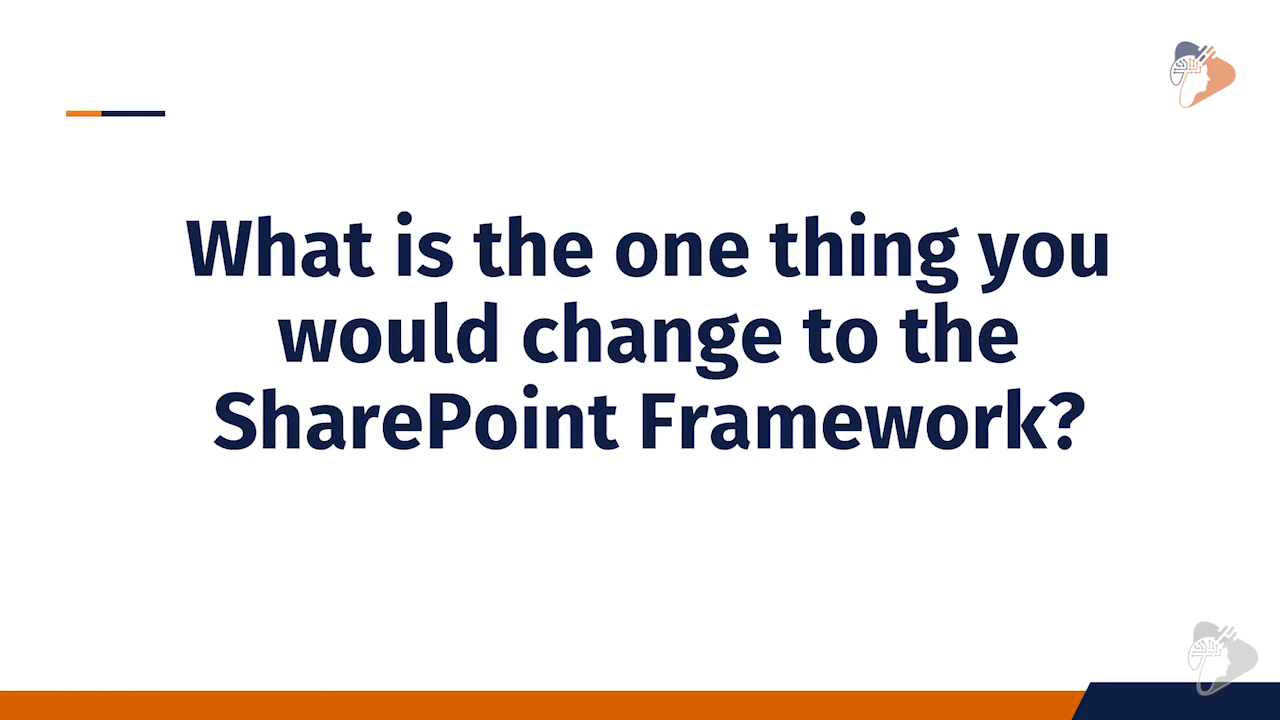 What is the one thing you
would change to the
SharePoint Framework?